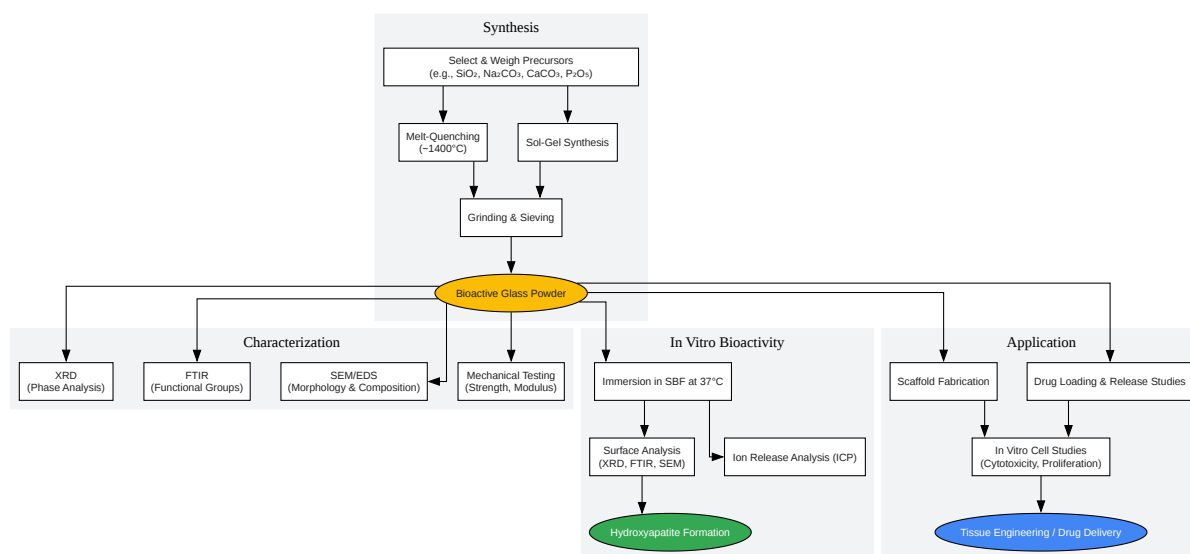 Synthesis
Select & Weigh Precursors
(e.g., SiO₂, Na₂CO₃, CaCO₃, P₂O₅)
Melt-Quenching
(~1400°C)
Sol-Gel Synthesis
Grinding & Sieving
Bioactive Glass Powder
Characterization
XRD
(Phase Analysis)
FTIR
(Functional Groups)
SEM/EDS
(Morphology & Composition)
Mechanical Testing
(Strength, Modulus)
In Vitro Bioactivity
Immersion in SBF at 37°C
Surface Analysis
(XRD, FTIR, SEM)
Ion Release Analysis (ICP)
Hydroxyapatite Formation
Application
Scaffold Fabrication
Drug Loading & Release Studies
In Vitro Cell Studies
(Cytotoxicity, Proliferation)
Tissue Engineering / Drug Delivery